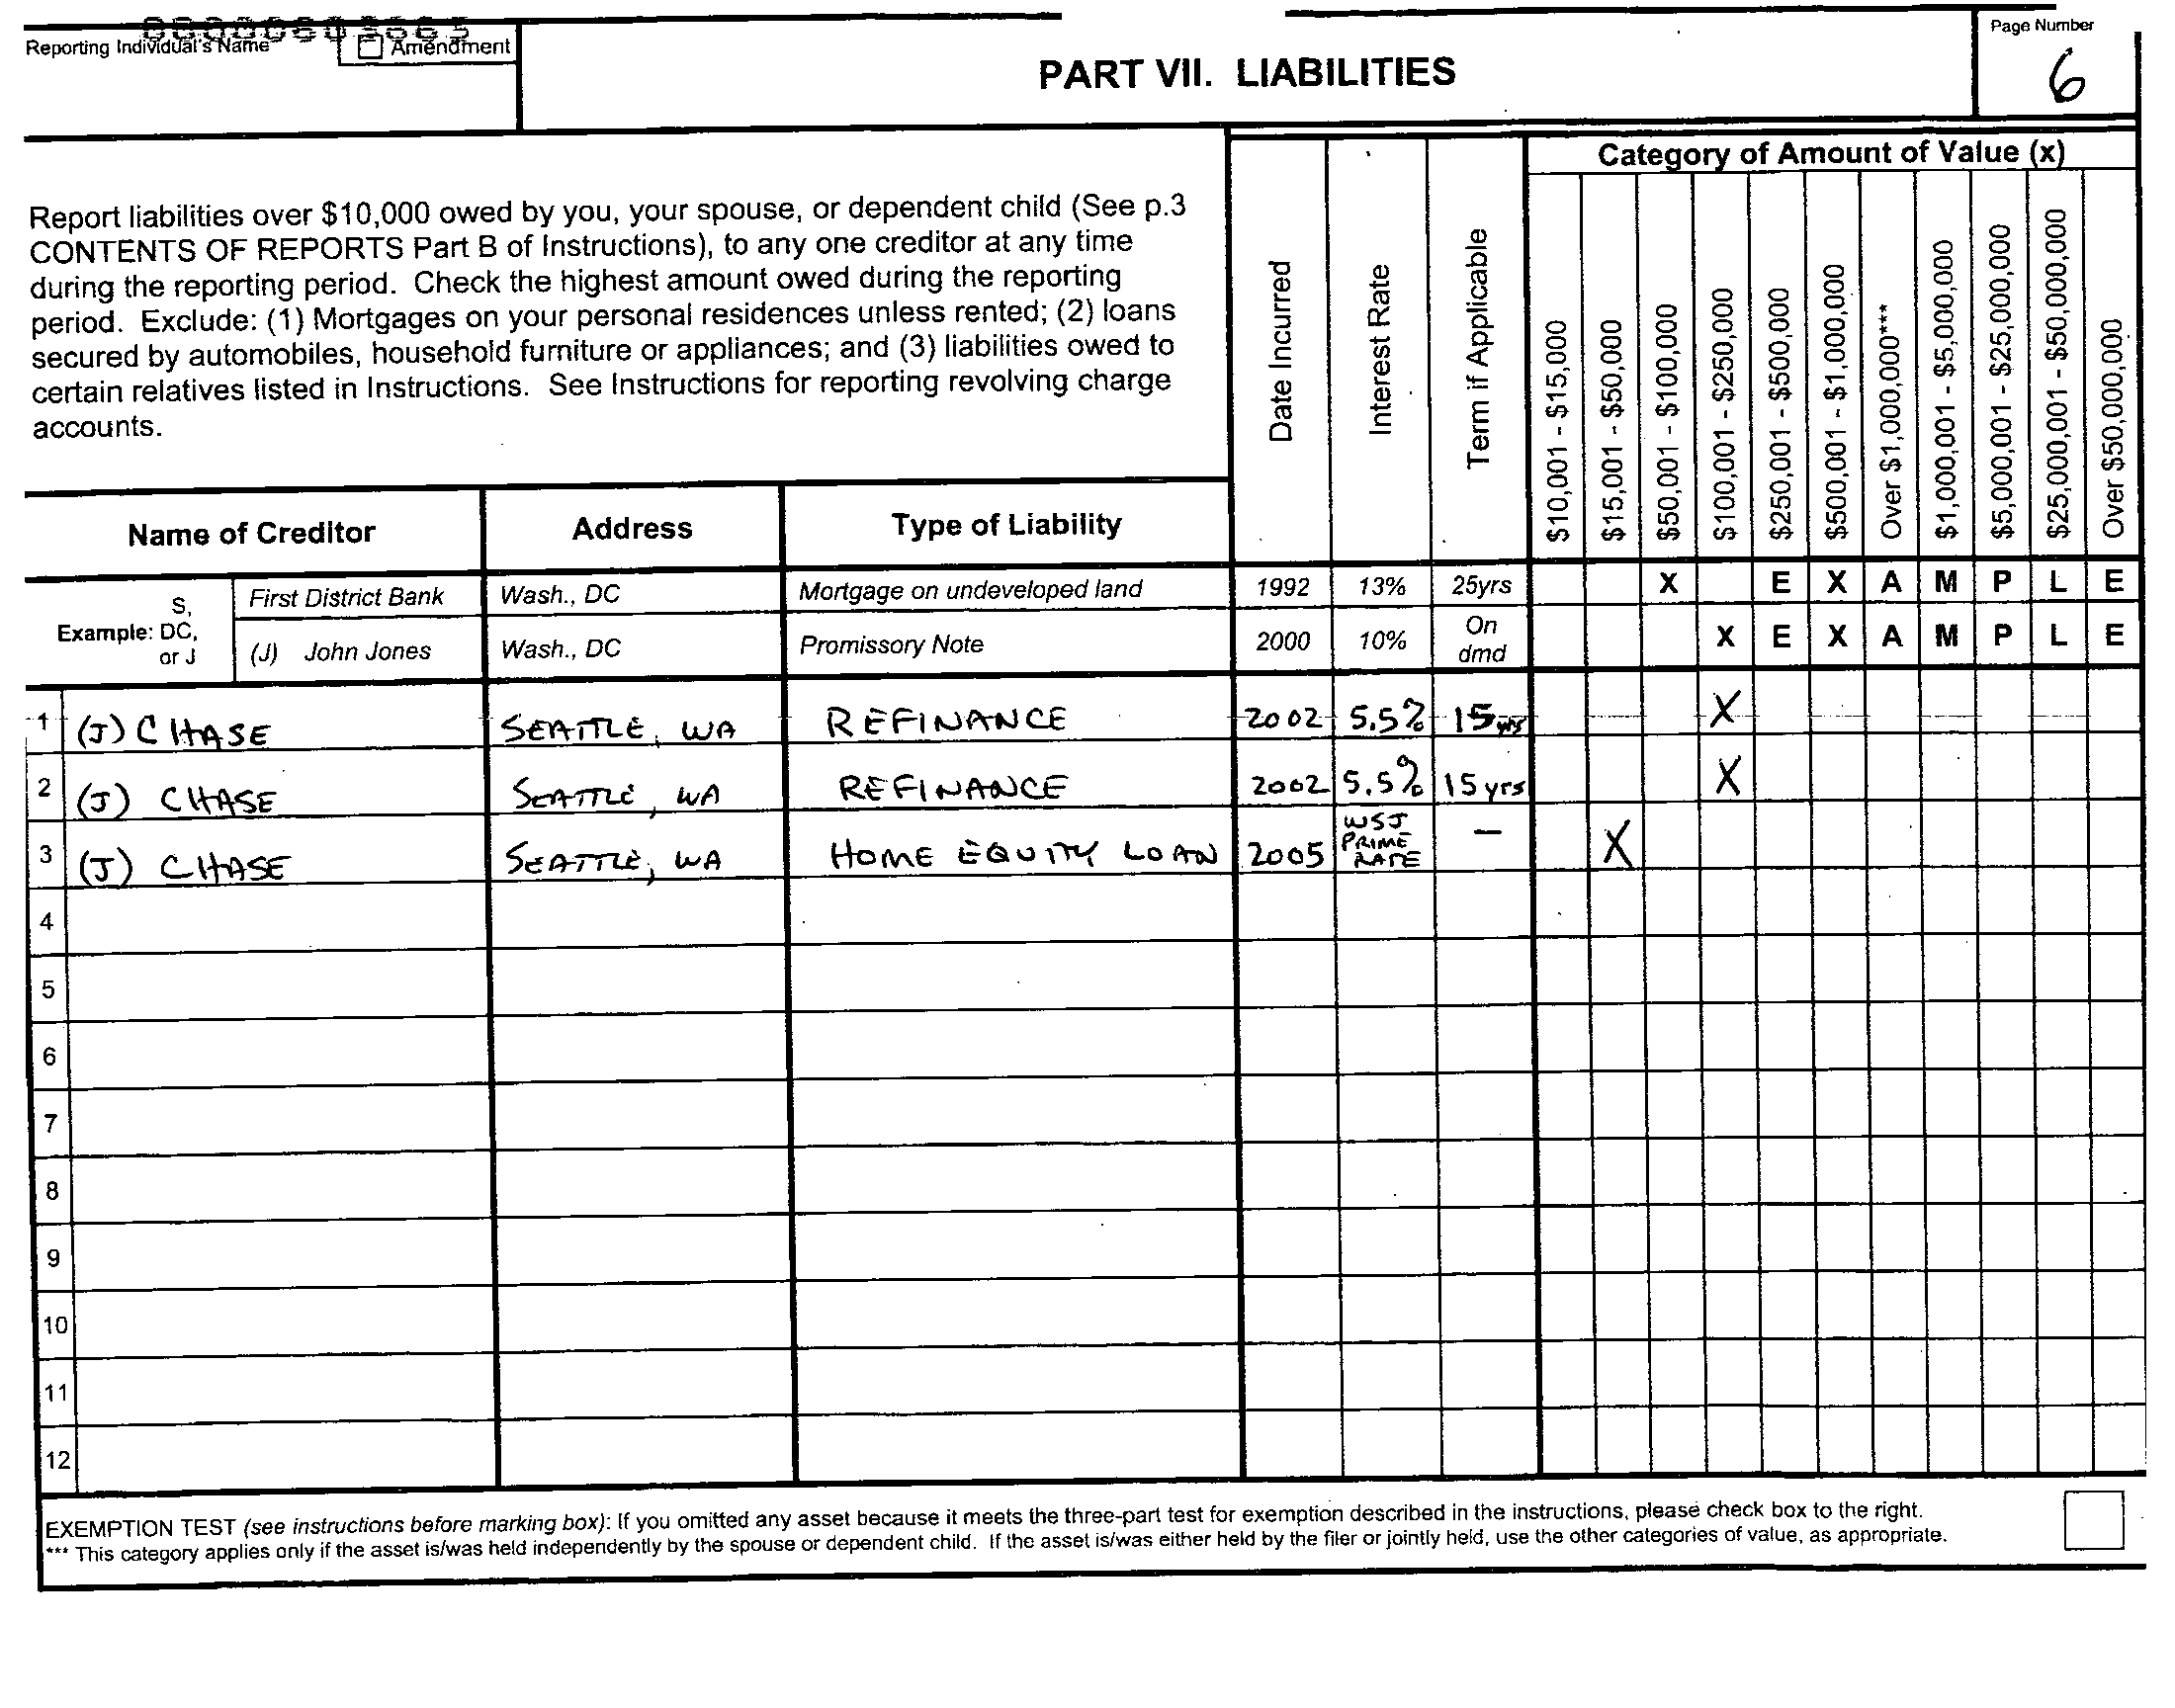 Reporting Individual's Name
Amendment
PART VII. LIABILITIES
Page Number
6
Report liabilities over $10,000 owed by you, your spouse, or dependent child (See p.3
CONTENTS OF REPORTS Part B of Instructions), to any one creditor at any time
during the reporting period. Check the highest amount owed during the reporting
period. Exclude: (1) Mortgages on your personal residences unless rented; (2) loans
secured by automobiles, household furniture or appliances; and (3) liabilities owed to
certain relatives listed in Instructions. See Instructions for reporting revolving charge
accounts.
Date Incurred
Interest Rate
Term if Applicable
Category of Amount of Value (x)
$10,001 - $15,000
$15,001 - $50,000
$50,001 - $100,000
$100,001 - $250,000
$250,001 - $500,000
$500,001 - $1,000,000
Over $1,000,000***
$1,000,001 - $5,000,000
$5,000,001 - $25,000,000
$25,000,001 - $50,000,000
Over $50,000,000
Name of Creditor Address Type of Liability
Example: S, DC, or J
First District Bank Wash., DC Mortgage on undeveloped land 1992 13% 25yrs X E X A M P L E
(J) John Jones Wash., DC Promissory Note 2000 10% On dmd X E X A M P L E
1 (J) CHASE SEATTLE, WA REFINANCE 2002 5.5% 15 yrs X
2 (J) CHASE SEATTLE, WA REFINANCE 2002 5.5% 15 yrs X
3 (J) CHASE SEATTLE, WA HOME EQUITY LOAN 2005 WSJ PRIME RATE — X
4
5
6
7
8
9
10
11
12
EXEMPTION TEST (see instructions before marking box): If you omitted any asset because it meets the three-part test for exemption described in the instructions, please check box to the right.
*** This category applies only if the asset is/was held independently by the spouse or dependent child. If the asset is/was either held by the filer or jointly held, use the other categories of value, as appropriate.